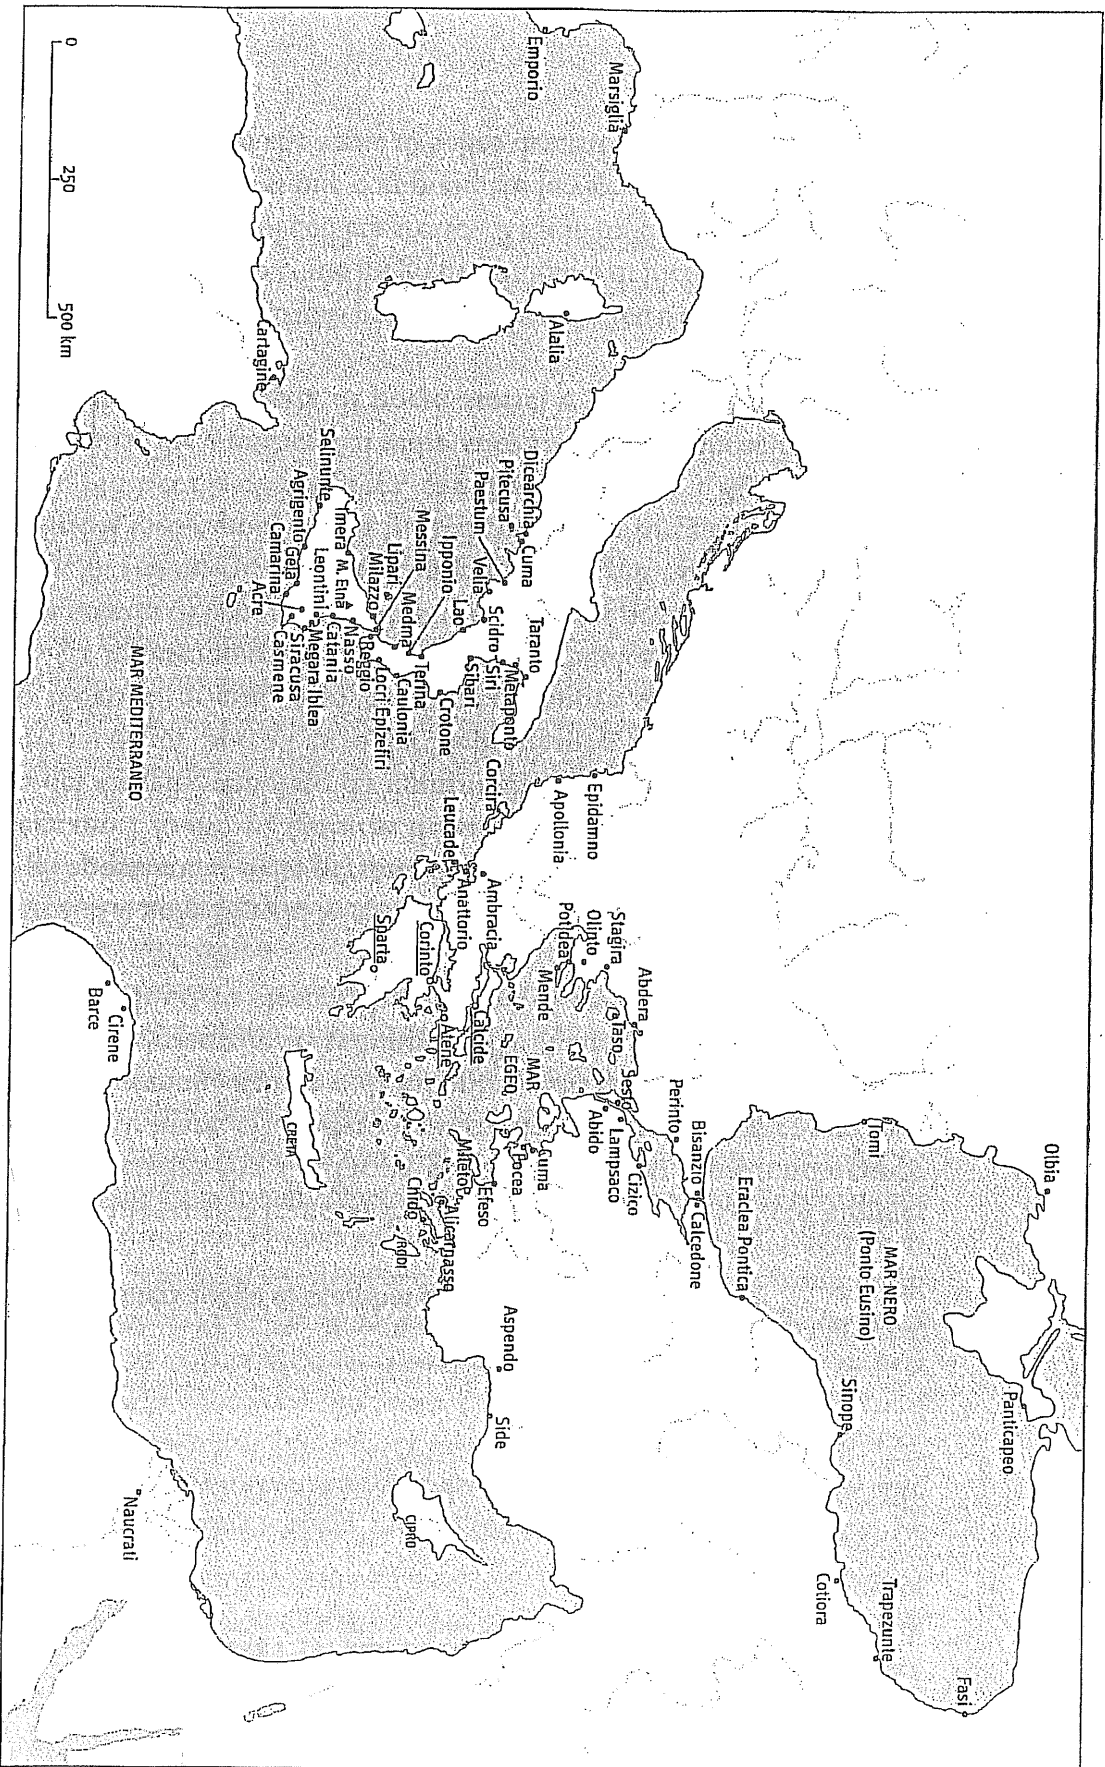 Emporio
Marsiglia
Alalia
Cartagine
0
250
500 km
Dicearchia
Pitecusa
Paestum
Cuma
Velia
Scidro
Taranto
Metaponto
Siri
Sibari
Lao
Ipponio
Messina
Medma
Lipari
Milazzo
Terina
Crotone
Caulonia
Locri Epizefiri
Reggio
Nasso
Catania
M. Etna
Imera
Selinunte
Agrigento
Gela
Camarina
Leontini
Megara Iblea
Siracusa
Casmene
Acre
MAR MEDITERRANEO
Epidamno
Apollonia
Corcira
Leucade
Anattorio
Ambracia
Corinto
Sparta
Atene
Calcide
Potidea
Olinto
Stagira
Mende
Abdera
Taso
Sesto
Abido
Lampsaco
Cizico
Perinto
Bisanzio
Calcedone
MAR
EGEO
Cuma
Focea
Efeso
Mileto
Alicarnasso
Cnido
RODI
CRETA
Barce
Cirene
Naucrati
CIPRO
Aspendo
Side
Eraclea Pontica
MAR NERO
(Ponto Eusino)
Tomi
Olbia
Panticapeo
Sinope
Cotiora
Trapezunte
Fasi